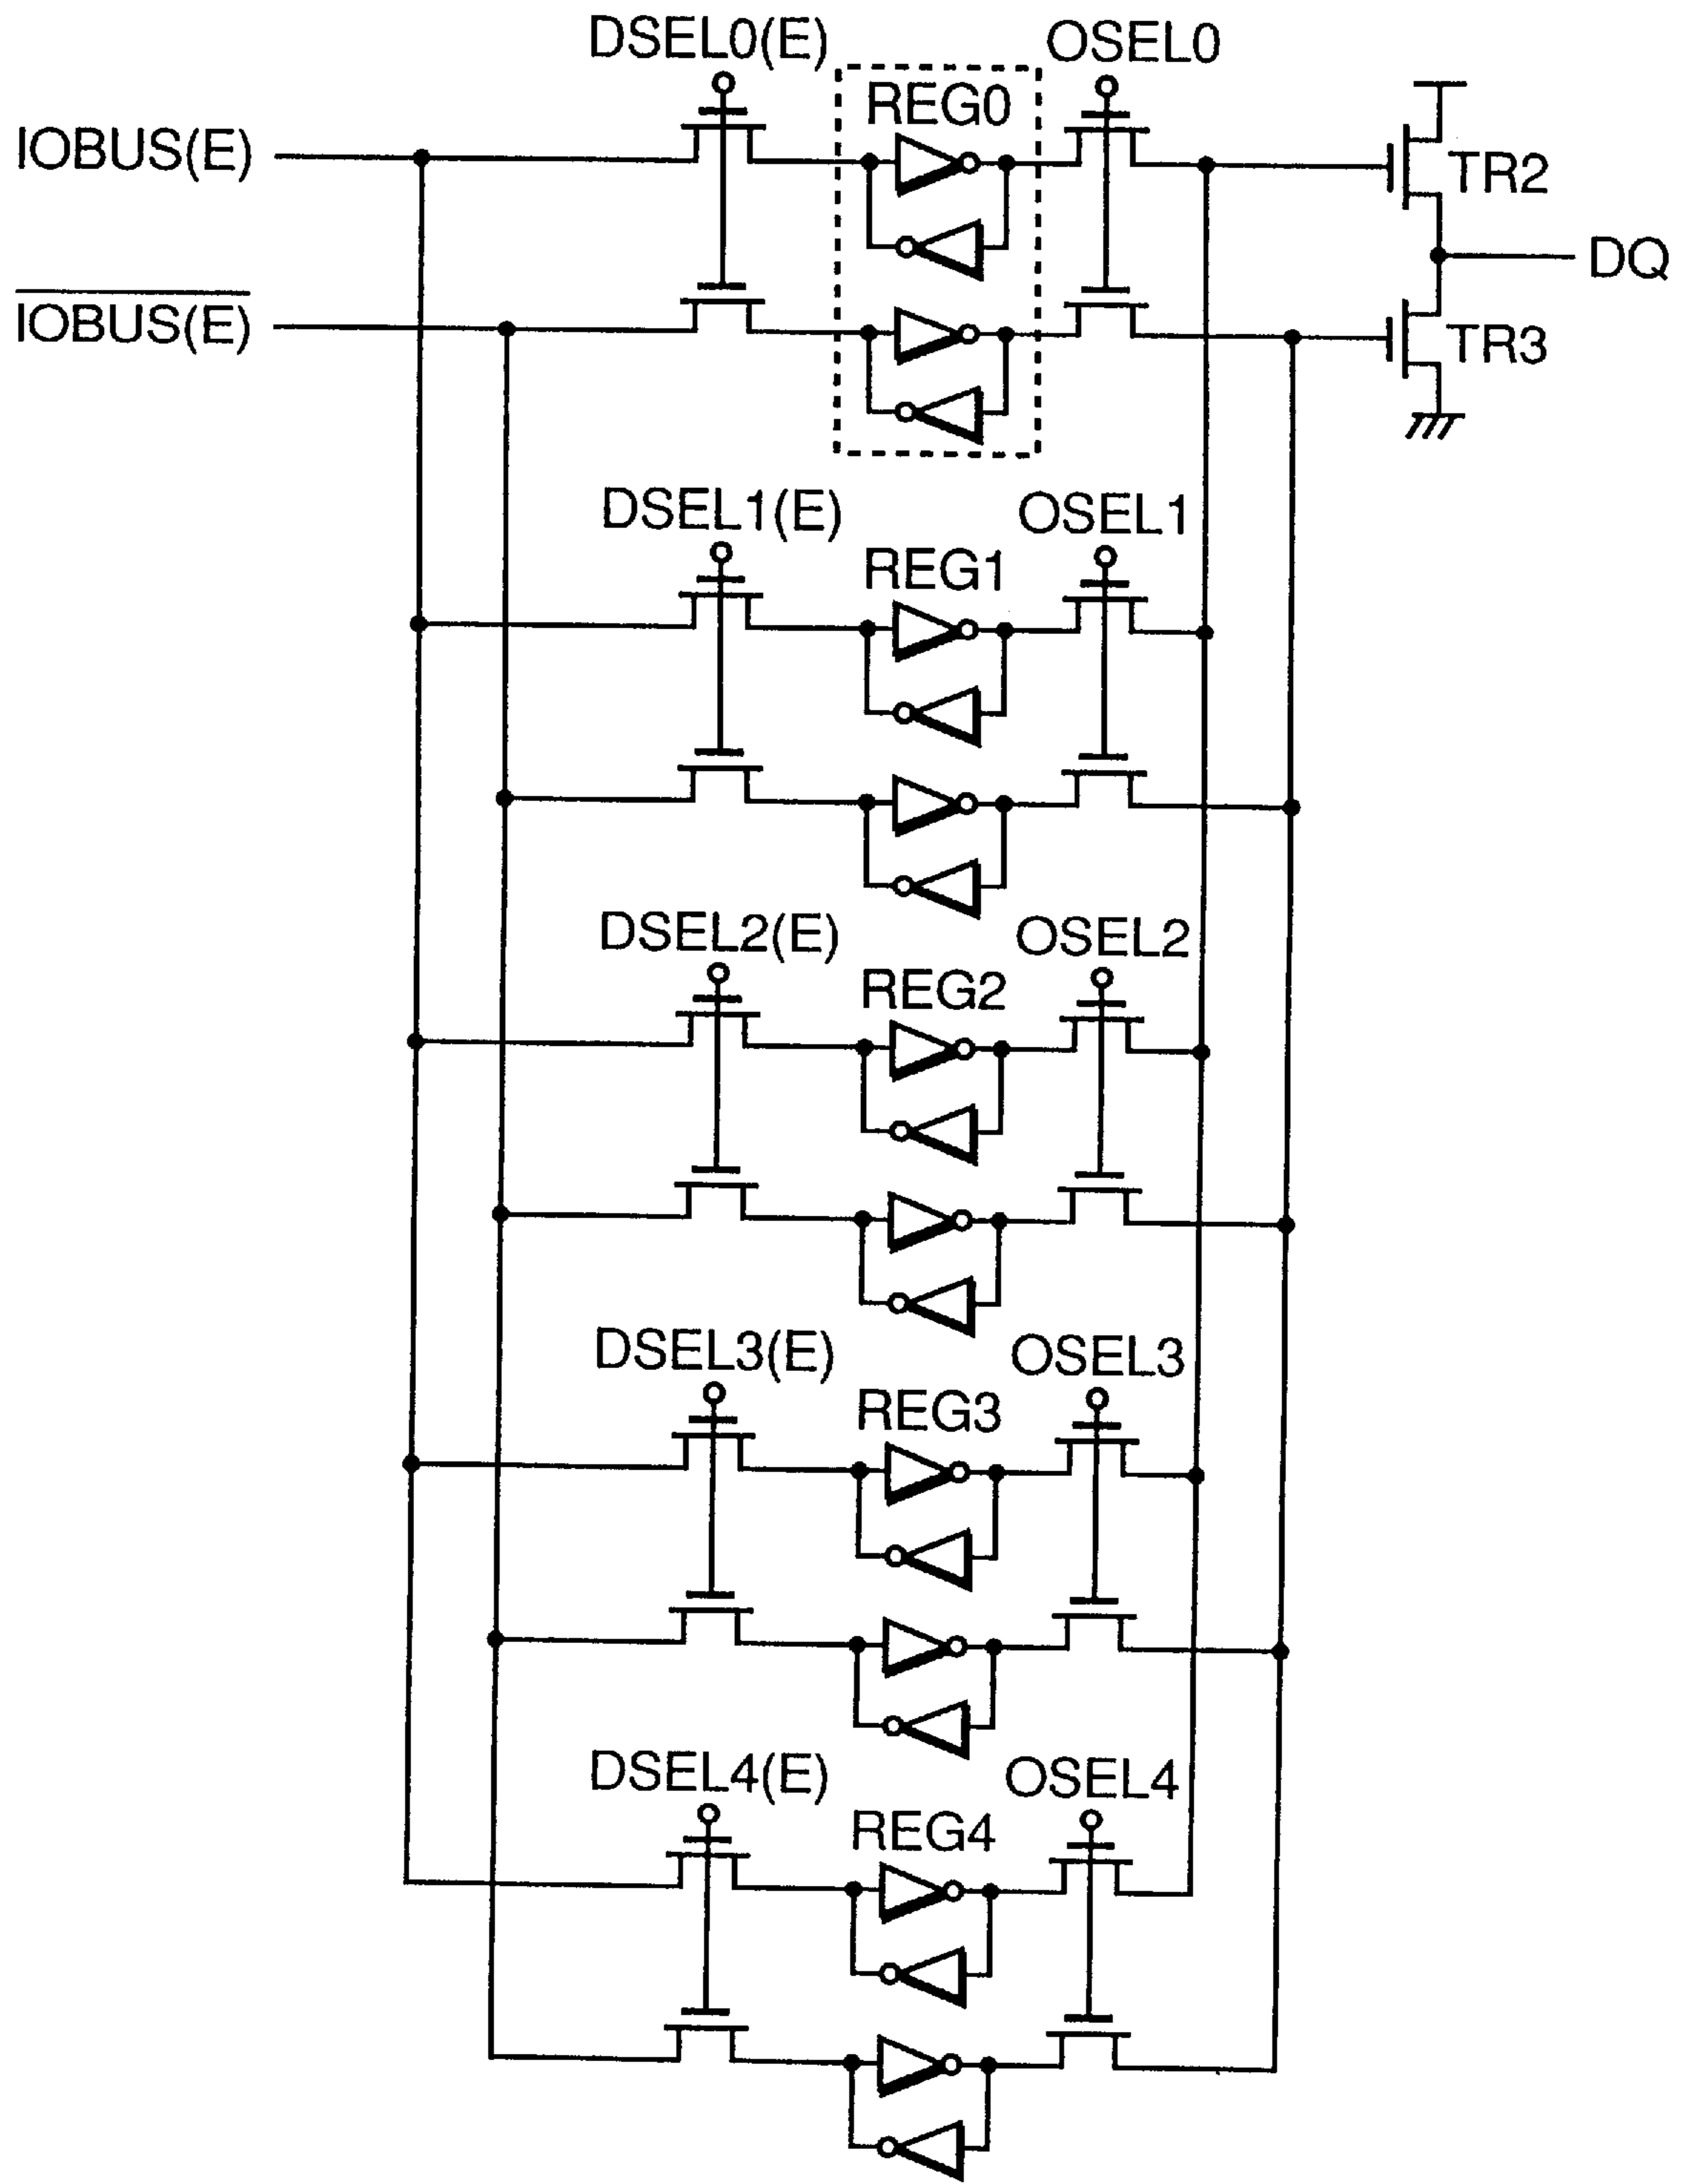 DSEL0(E) OSEL0
REG0
IOBUS(E)
TR2
DQ
IOBUS(E)
TR3
DSEL1(E) OSEL1
REG1
DSEL2(E) OSEL2
REG2
DSEL3(E) OSEL3
REG3
DSEL4(E) OSEL4
REG4